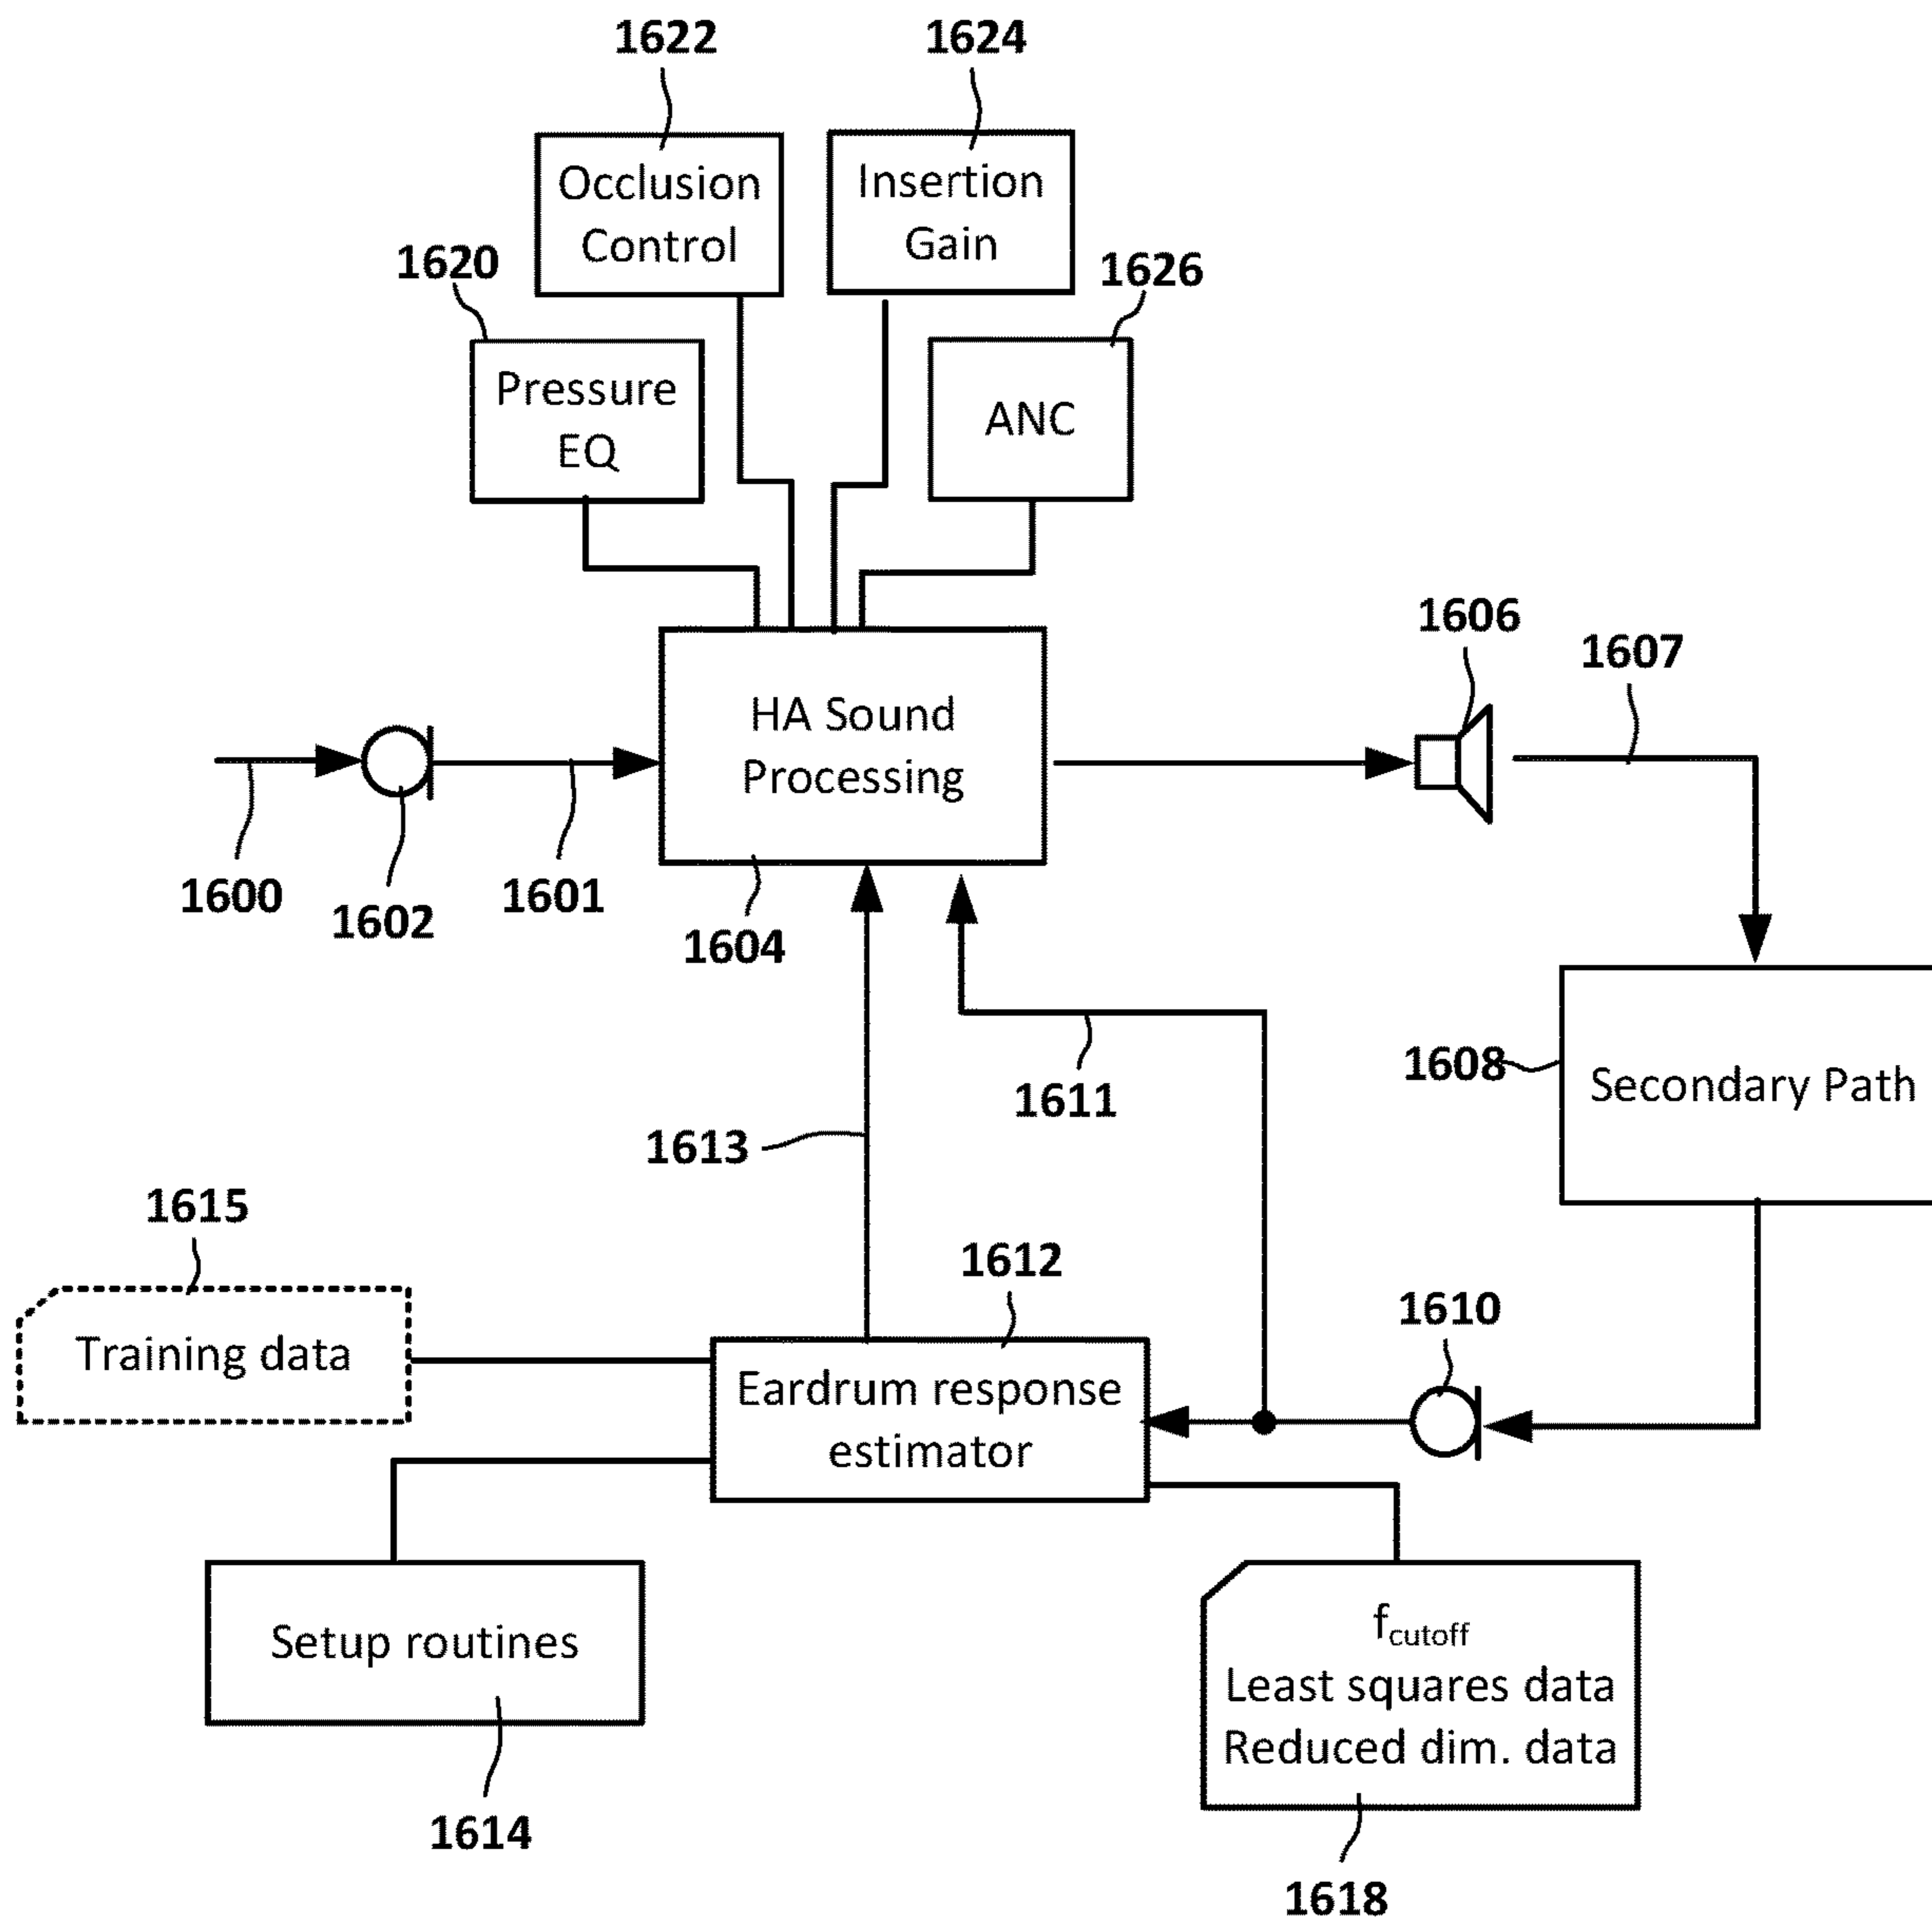 1622
1624
Occlusion
Control
Insertion
Gain
1620
1626
Pressure
EQ
ANC
1606
1607
HA Sound
Processing
1600
1602
1601
1604
1608
Secondary Path
1611
1613
1615
1612
1610
Training data
Eardrum response
estimator
Setup routines
fcutoff
Least squares data
Reduced dim. data
1614
1618